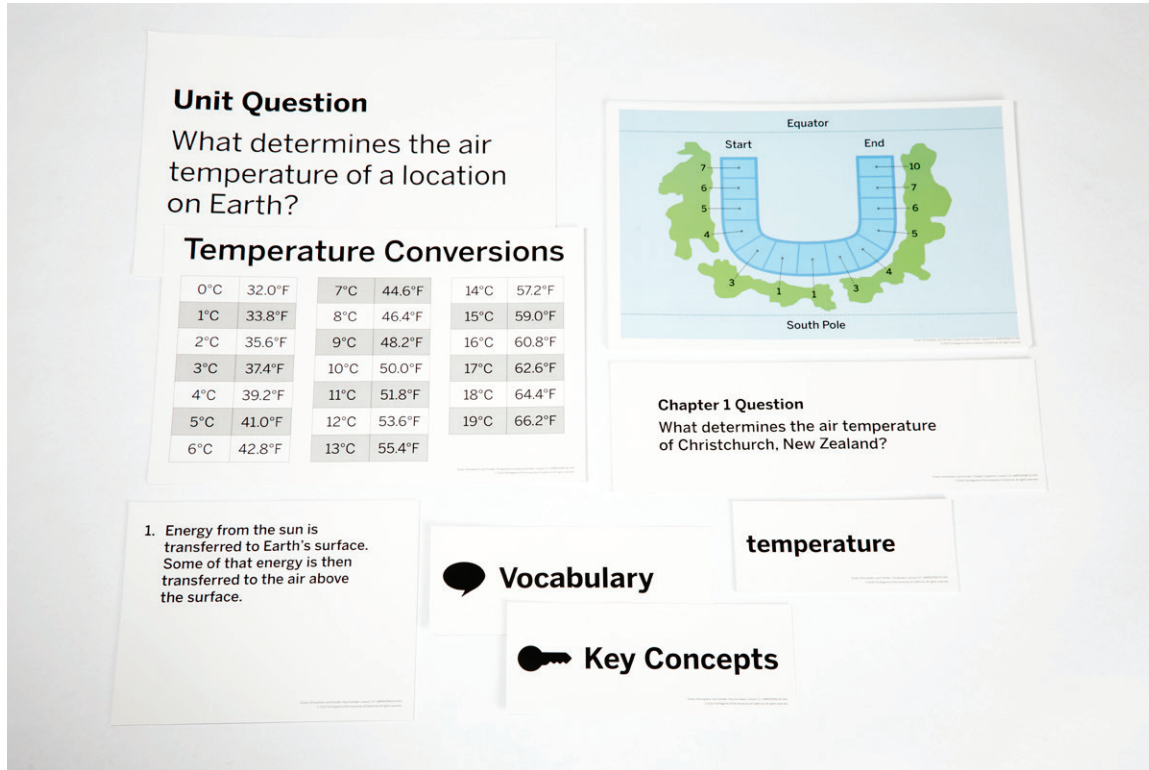 Unit Question
What determines the air
temperature of a location
on Earth?
Temperature Conversions
0°C 32.0°F
1°C 33.8°F
2°C 35.6°F
3°C 37.4°F
4°C 39.2°F
5°C 41.0°F
6°C 42.8°F
7°C 44.6°F
8°C 46.4°F
9°C 48.2°F
10°C 50.0°F
11°C 51.8°F
12°C 53.6°F
13°C 55.4°F
14°C 57.2°F
15°C 59.0°F
16°C 60.8°F
17°C 62.6°F
18°C 64.4°F
19°C 66.2°F
Equator
Start End
7 10
6 7
5 6
4 5
3 4
1 1 3
South Pole
Chapter 1 Question
What determines the air temperature
of Christchurch, New Zealand?
1. Energy from the sun is
transferred to Earth's surface.
Some of that energy is then
transferred to the air above
the surface.
Vocabulary
temperature
Key Concepts